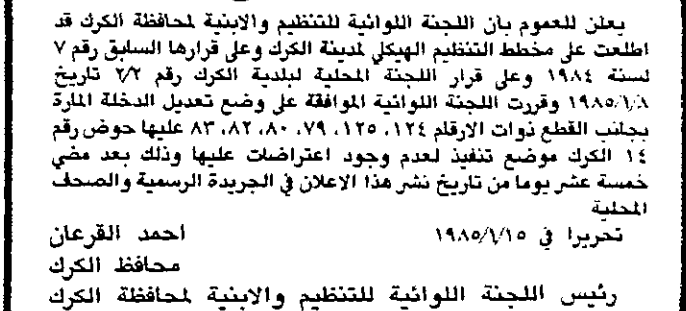 يعلن للعموم بان اللجنة اللوائية للتنظيم والابنية لمحافظة الكرك قد
اطلعت على مخطط التنظيم الهيكلي لمدينة الكرك وعلى قرارها السابق رقم ٧
لسنة ١٩٨٤ وعلى قرار اللجنة المحلية لبلدية الكرك رقم ٢/٢ تاريخ
١٩٨٥/١/٨ وقررت اللجنة اللوائية الموافقة على وضع تعديل الدخلة المارة
بجانب القطع ذوات الارقام ١٢٤، ١٢٥، ٧٩، ٨٠، ٨٢، ٨٣ عليها حوض رقم
١٤ الكرك موضع تنفيذ لعدم وجود اعتراضات عليها وذلك بعد مضي
خمسة عشر يوما من تاريخ نشر هذا الاعلان في الجريدة الرسمية والصحف
المحلية
تحريرا في ١٩٨٥/١/١٥ احمد القرعان
محافظ الكرك
رئيس اللجنة اللوائية للتنظيم والابنية لمحافظة الكرك